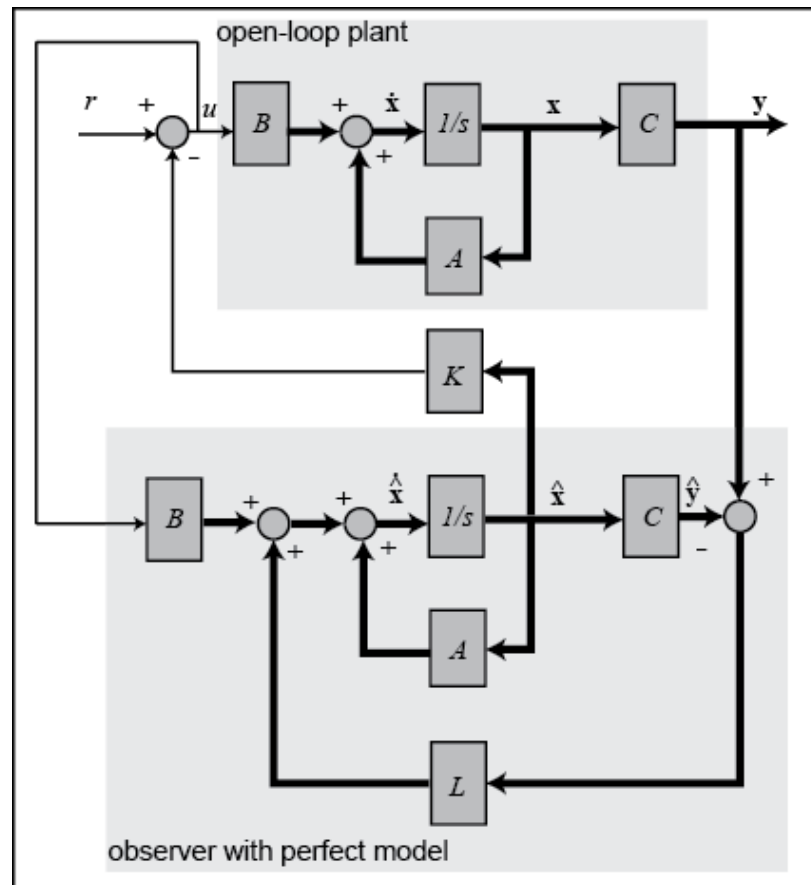 open-loop plant
r + u B + ẋ 1/s x C y
- +
A
K
B + + x̂̇ 1/s x̂ C ŷ +
+ + -
A
L
observer with perfect model